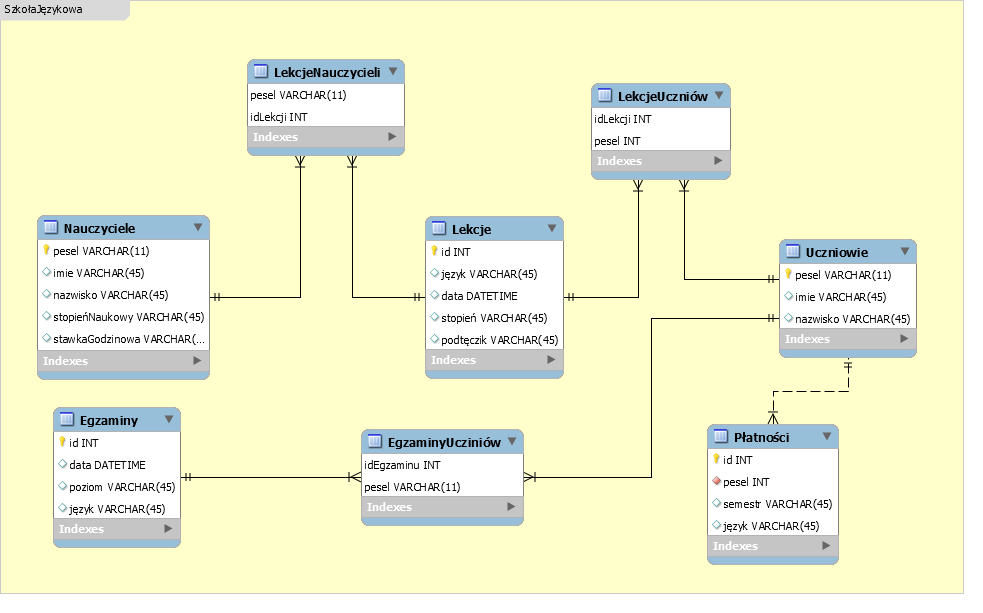 SzkołaJęzykowa
LekcjeNauczycieli
pesel VARCHAR(11)
idLekcji INT
Indexes
LekcjeUczniów
idLekcji INT
pesel INT
Indexes
Nauczyciele
pesel VARCHAR(11)
imie VARCHAR(45)
nazwisko VARCHAR(45)
stopieńNaukowy VARCHAR(45)
stawkaGodzinowa VARCHAR(...
Indexes
Lekcje
id INT
język VARCHAR(45)
data DATETIME
stopień VARCHAR(45)
podtęczik VARCHAR(45)
Indexes
Uczniowie
pesel VARCHAR(11)
imie VARCHAR(45)
nazwisko VARCHAR(45)
Indexes
Egzaminy
id INT
data DATETIME
poziom VARCHAR(45)
język VARCHAR(45)
Indexes
EgzaminyUcziniów
idEgzaminu INT
pesel VARCHAR(11)
Indexes
Płatności
id INT
pesel INT
semestr VARCHAR(45)
język VARCHAR(45)
Indexes